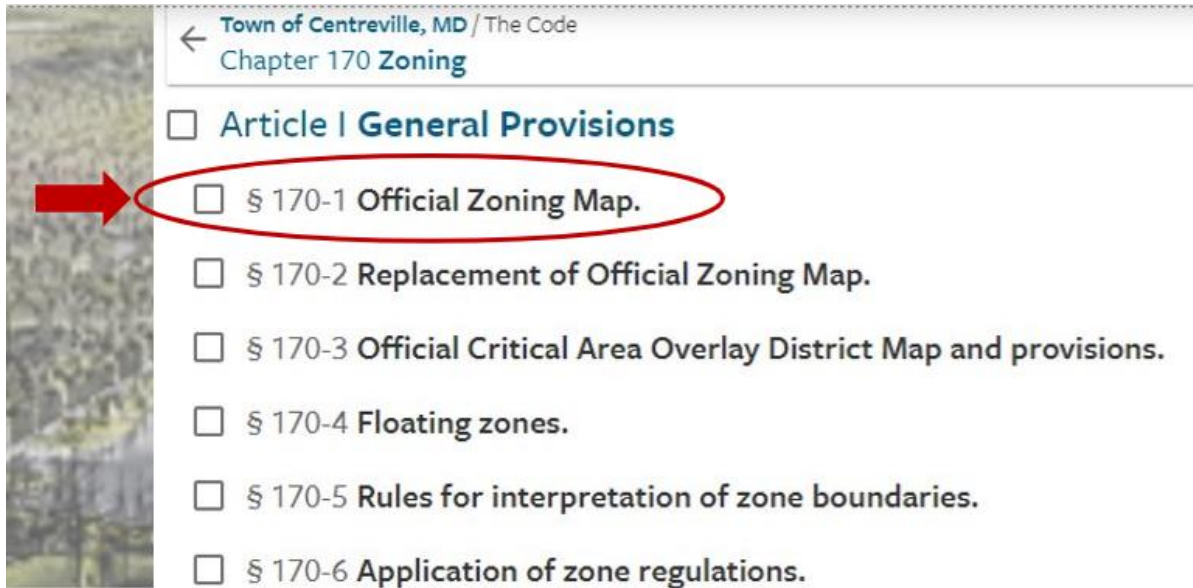 Town of Centreville, MD / The Code
Chapter 170 Zoning
Article I General Provisions
§ 170-1 Official Zoning Map.
§ 170-2 Replacement of Official Zoning Map.
§ 170-3 Official Critical Area Overlay District Map and provisions.
§ 170-4 Floating zones.
§ 170-5 Rules for interpretation of zone boundaries.
§ 170-6 Application of zone regulations.